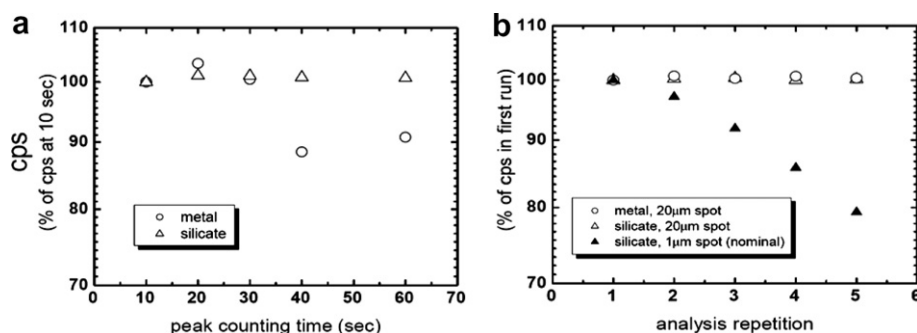 a
110
100
90
80
70
cps
(% of cps at 10 sec)
metal
silicate
0 10 20 30 40 50 60 70
peak counting time (sec)
b
110
100
90
80
70
(% of cps in first run)
metal, 20μm spot
silicate, 20μm spot
silicate, 1μm spot (nominal)
0 1 2 3 4 5 6
analysis repetition